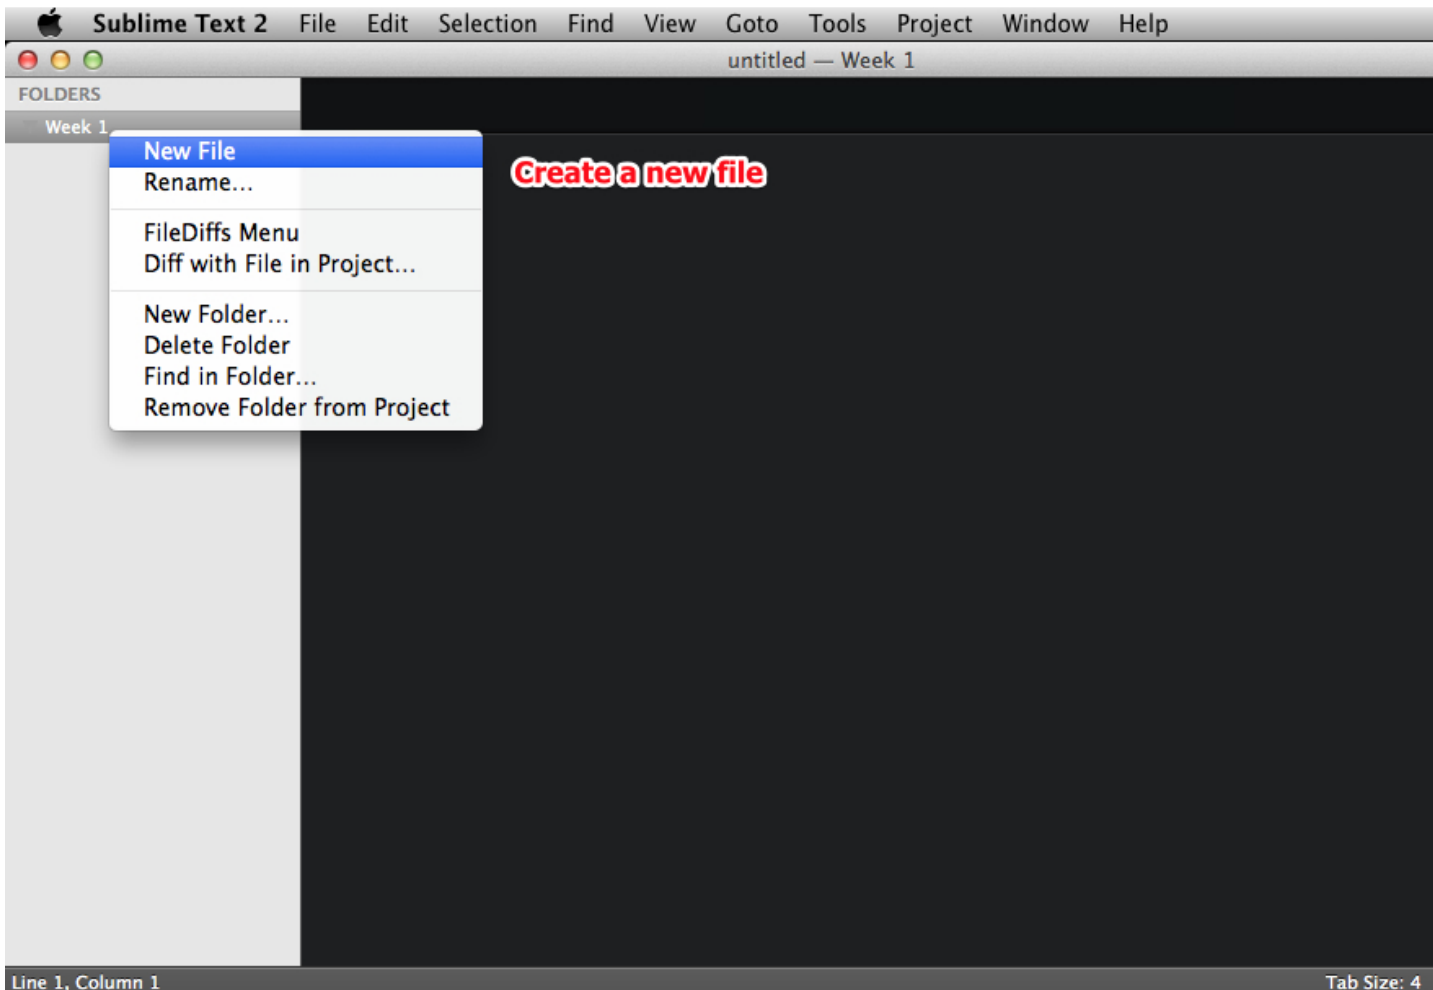 Sublime Text 2 File Edit Selection Find View Goto Tools Project Window Help
untitled — Week 1
FOLDERS
Week 1
New File
Create a new file
Rename...
FileDiffs Menu
Diff with File in Project...
New Folder...
Delete Folder
Find in Folder...
Remove Folder from Project
Line 1, Column 1
Tab Size: 4